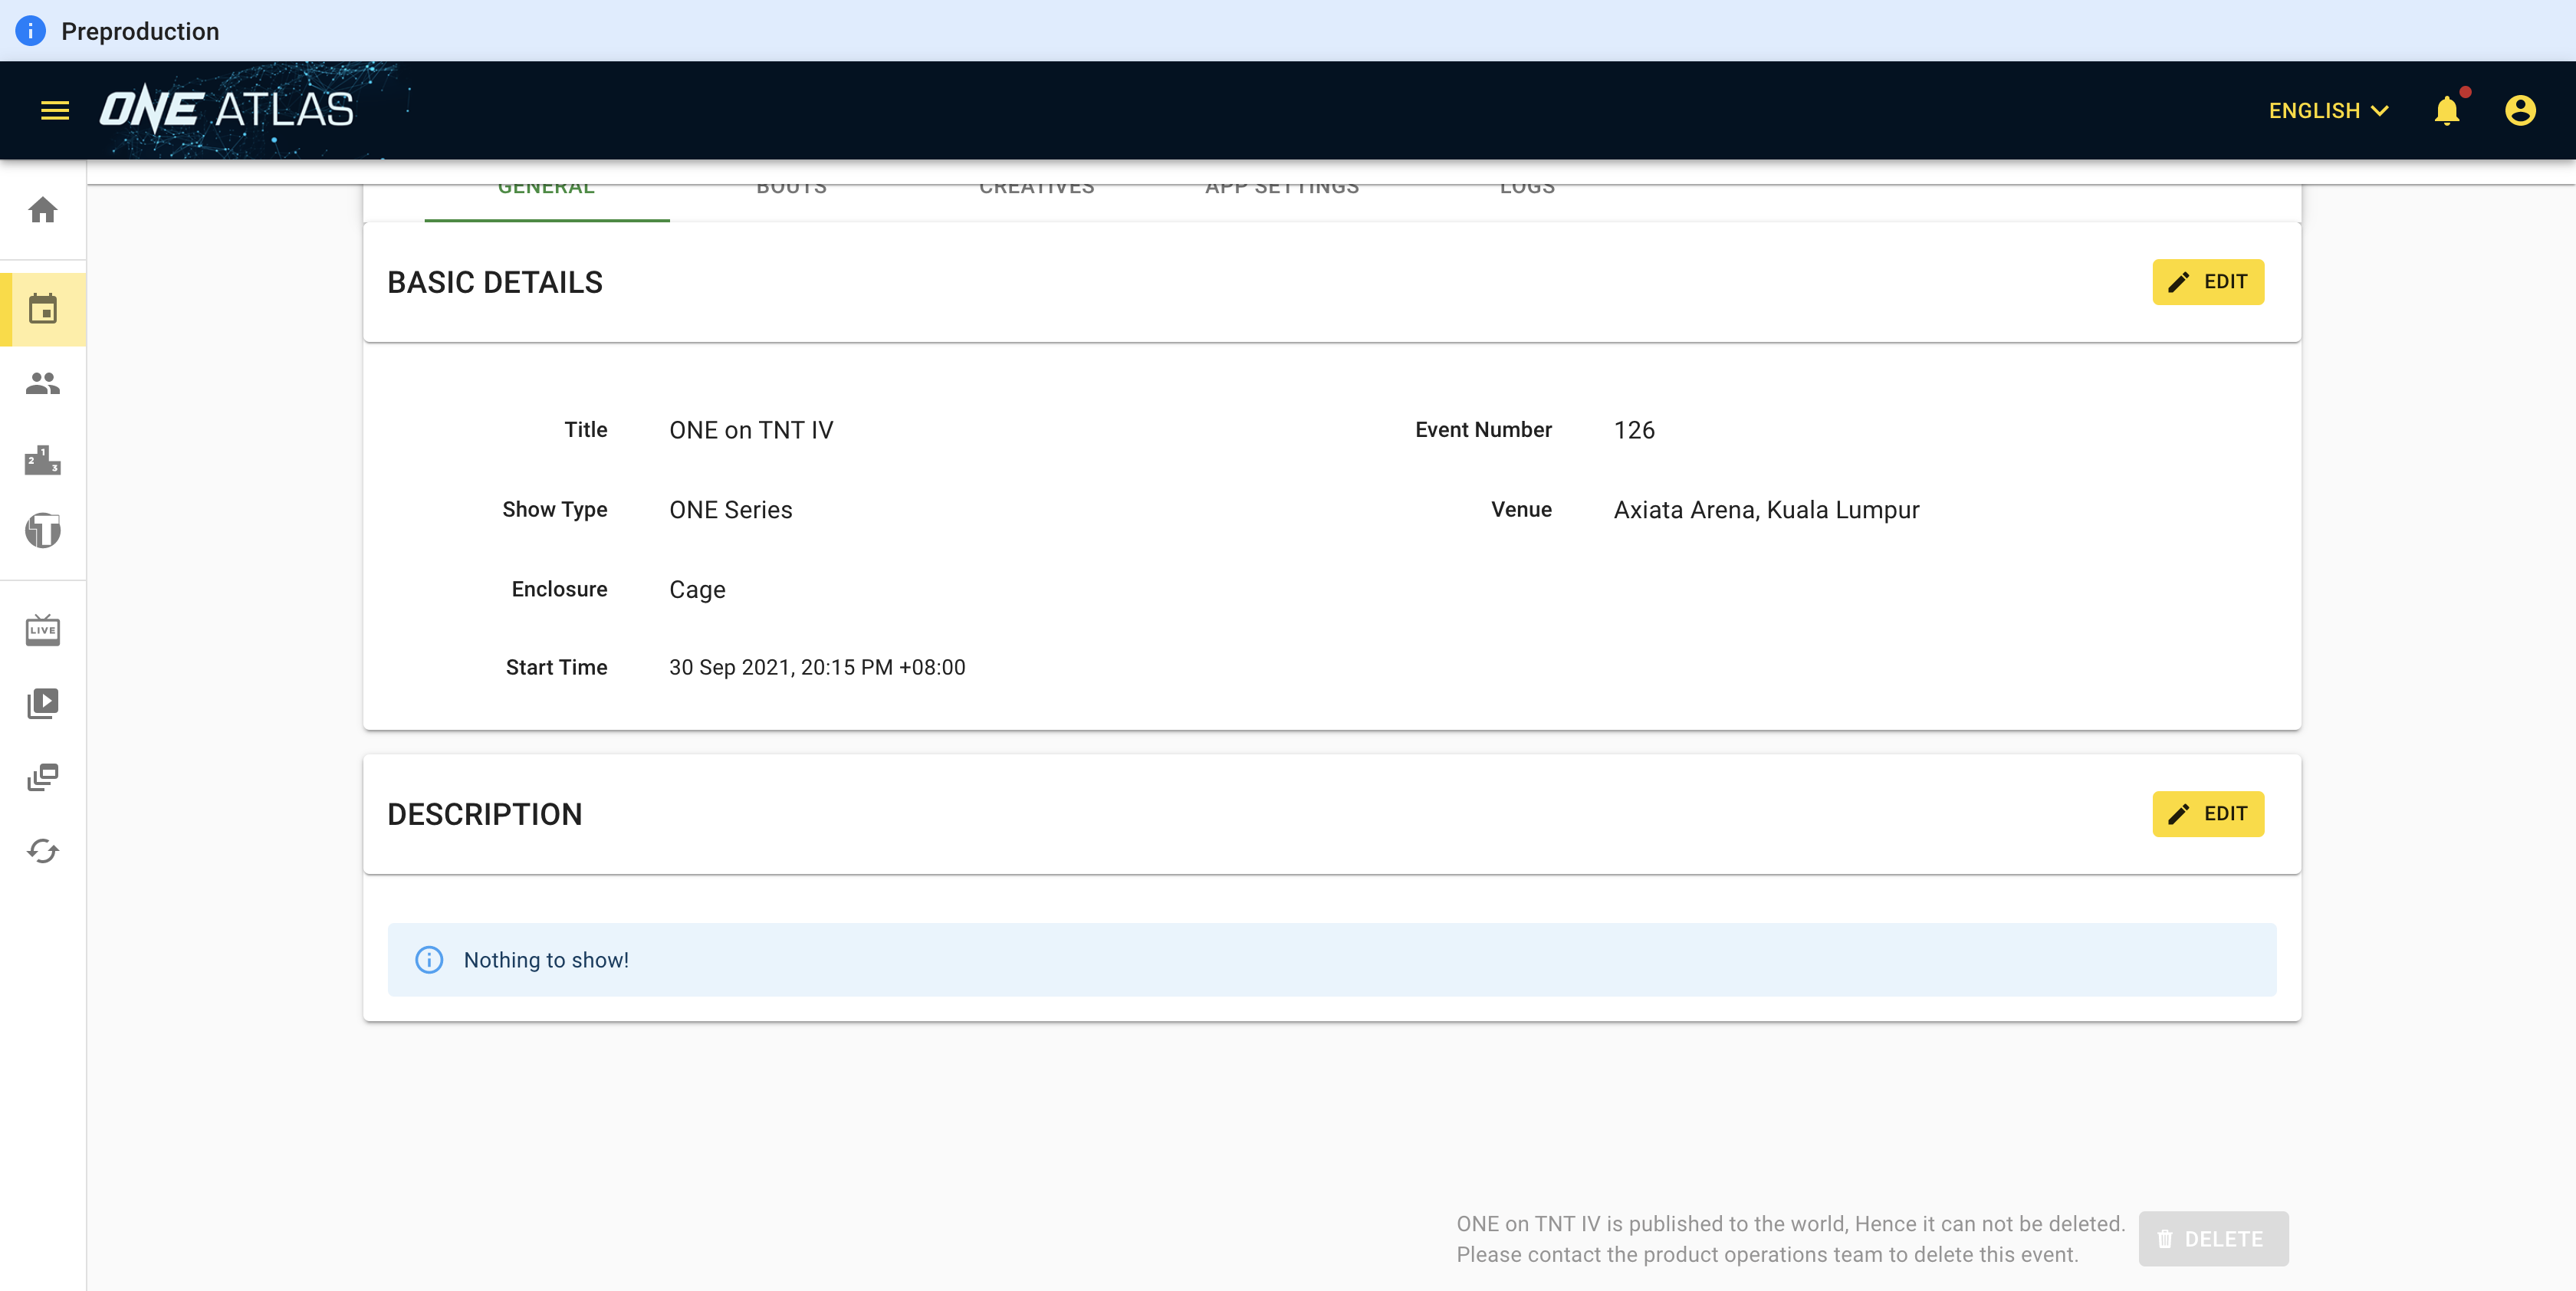 Preproduction
ONE ATLAS
ENGLISH
GENERAL BOUTS CREATIVES APP SETTINGS LOGS
BASIC DETAILS
EDIT
Title ONE on TNT IV Event Number 126
Show Type ONE Series Venue Axiata Arena, Kuala Lumpur
Enclosure Cage
Start Time 30 Sep 2021, 20:15 PM +08:00
LIVE
DESCRIPTION
EDIT
Nothing to show!
ONE on TNT IV is published to the world, Hence it can not be deleted.
Please contact the product operations team to delete this event.
DELETE